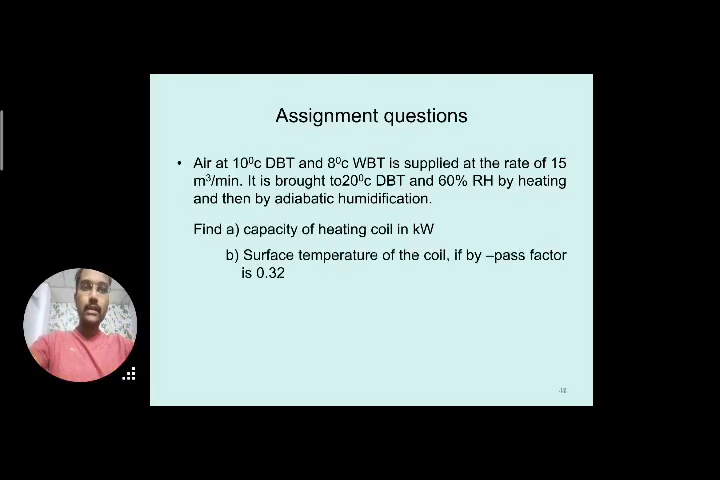 Assignment questions
• Air at 10⁰c DBT and 8⁰c WBT is supplied at the rate of 15
m³/min. It is brought to20⁰c DBT and 60% RH by heating
and then by adiabatic humidification.
Find a) capacity of heating coil in kW
b) Surface temperature of the coil, if by –pass factor
is 0.32